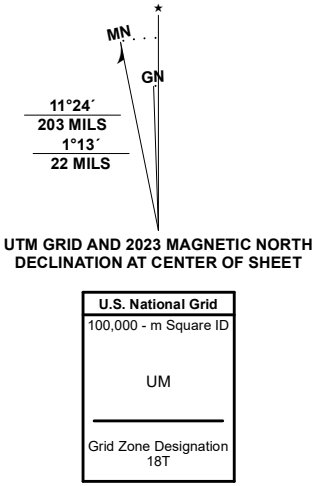 ★
MN
GN
11°24´
203 MILS
1°13´
22 MILS
UTM GRID AND 2023 MAGNETIC NORTH
DECLINATION AT CENTER OF SHEET
U.S. National Grid
100,000 - m Square ID
UM
Grid Zone Designation
18T